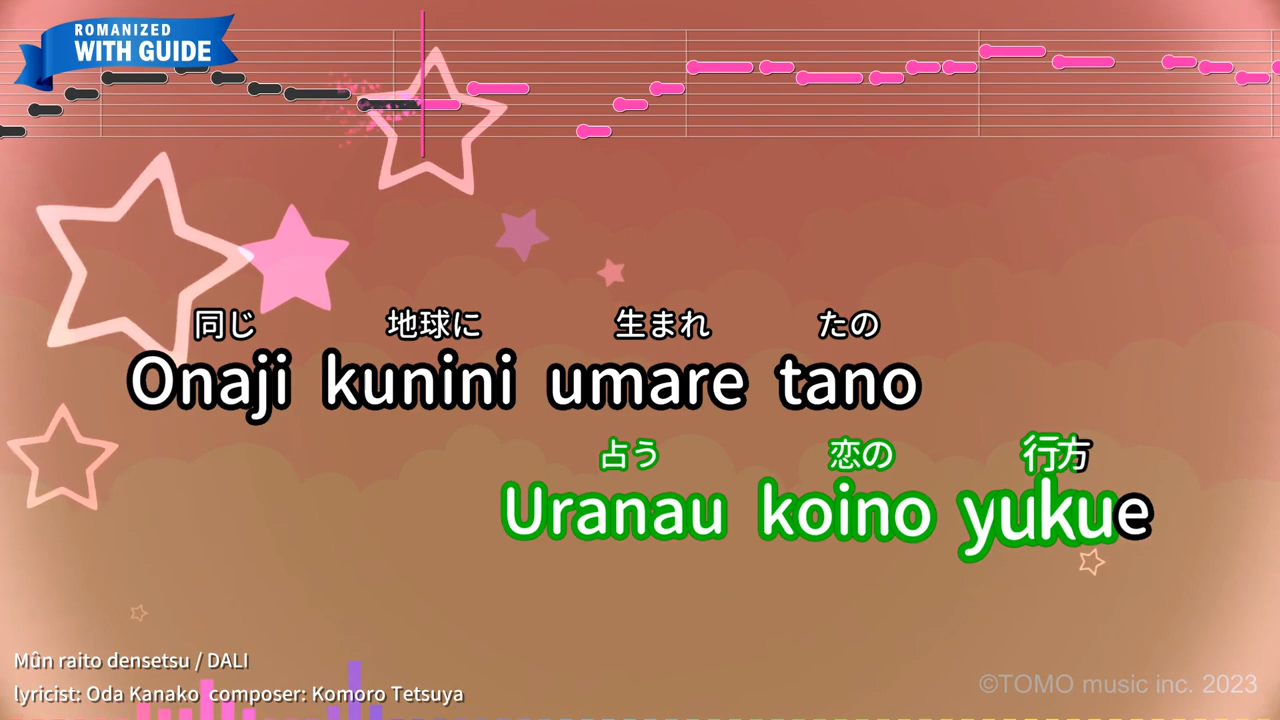 ROMANIZED
WITH GUIDE
同じ 地球に 生まれ たの
Onaji kunini umare tano
占う 恋の 行方
Uranau koino yukue
Mûn raito densetsu / DALI
lyricist: Oda Kanako composer: Komoro Tetsuya
©TOMO music inc. 2023